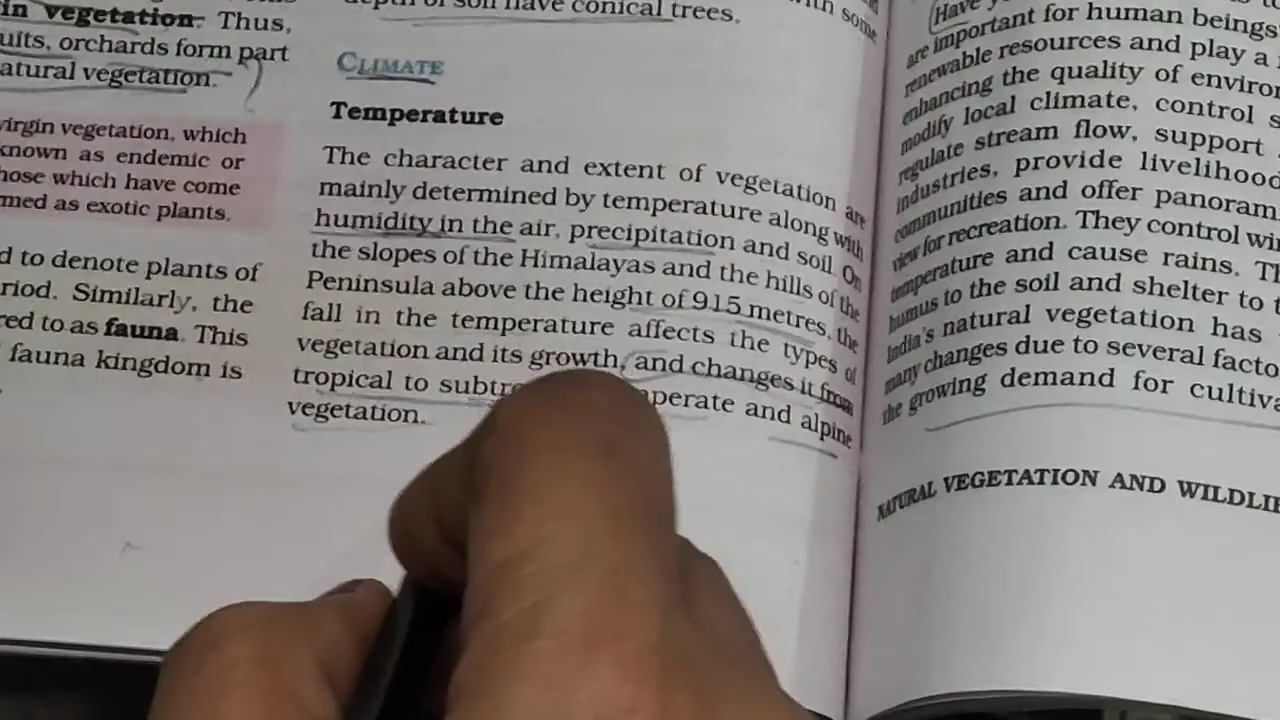 in vegetation. Thus,
uits, orchards form part
atural vegetation.
virgin vegetation, which
known as endemic or
hose which have come
med as exotic plants.
d to denote plants of
riod. Similarly, the
red to as fauna. This
fauna kingdom is
depth of soil have conical trees.
with some
CLIMATE
Temperature
The character and extent of vegetation are
mainly determined by temperature along with
humidity in the air, precipitation and soil. On
the slopes of the Himalayas and the hills of the
Peninsula above the height of 915 metres, the
fall in the temperature affects the types of
vegetation and its growth, and changes it from
tropical to subtr perate and alpine
vegetation.
Have y
are important for human beings
renewable resources and play a
enhancing the quality of enviro
modify local climate, control s
regulate stream flow, support
industries, provide livelihood
communities and offer panoram
view for recreation. They control wi
temperature and cause rains. Th
humus to the soil and shelter to t
India's natural vegetation has
many changes due to several facto
the growing demand for cultiva
NATURAL VEGETATION AND WILDLI